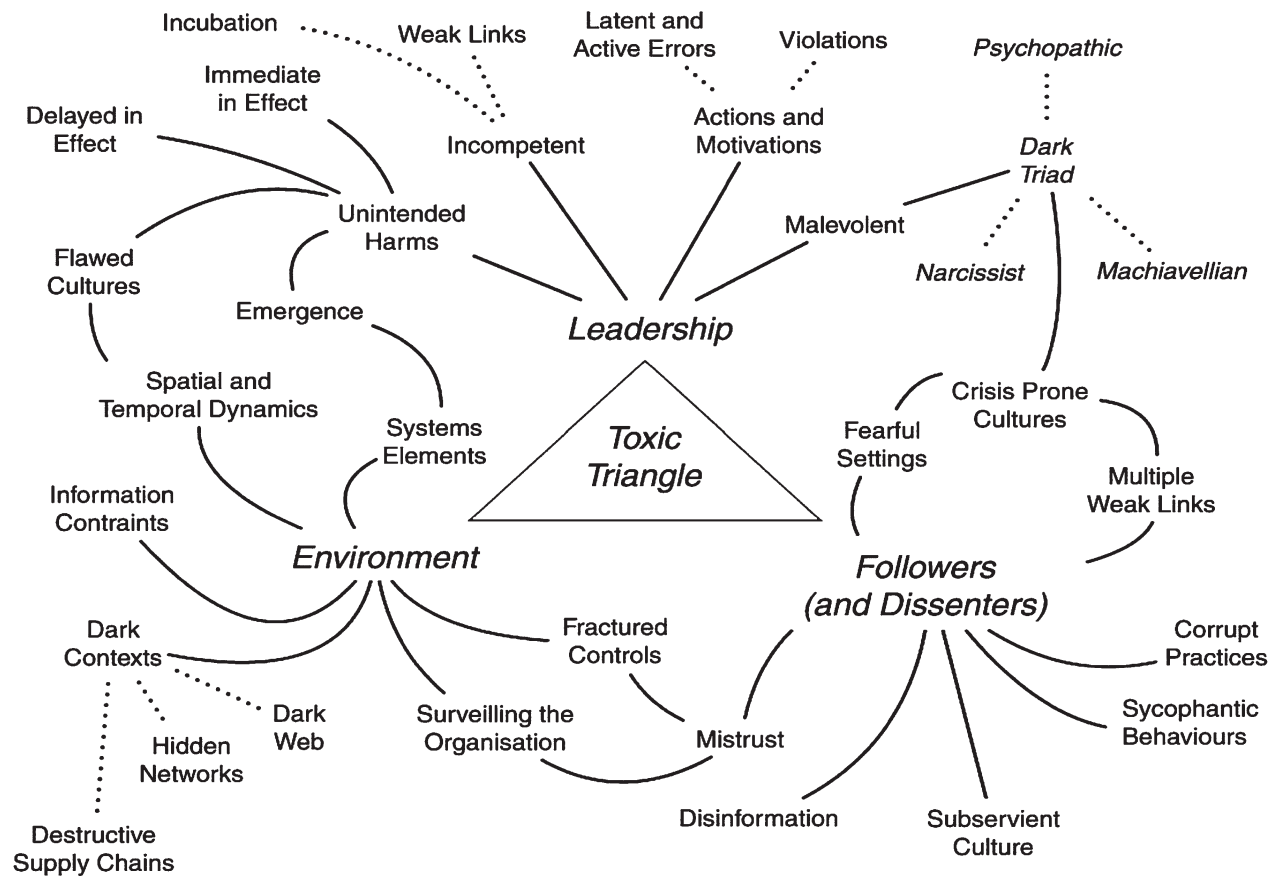 Incubation
Weak Links
Latent and
Active Errors
Violations
Psychopathic
Immediate
in Effect
Delayed in
Effect
Incompetent
Actions and
Motivations
Dark
Triad
Unintended
Harms
Malevolent
Flawed
Cultures
Narcissist
Machiavellian
Emergence
Leadership
Spatial and
Temporal Dynamics
Crisis Prone
Cultures
Systems
Elements
Toxic
Triangle
Fearful
Settings
Multiple
Weak Links
Information
Contraints
Environment
Followers
(and Dissenters)
Dark
Contexts
Fractured
Controls
Corrupt
Practices
Dark
Web
Hidden
Networks
Surveilling the
Organisation
Mistrust
Sycophantic
Behaviours
Destructive
Supply Chains
Disinformation
Subservient
Culture